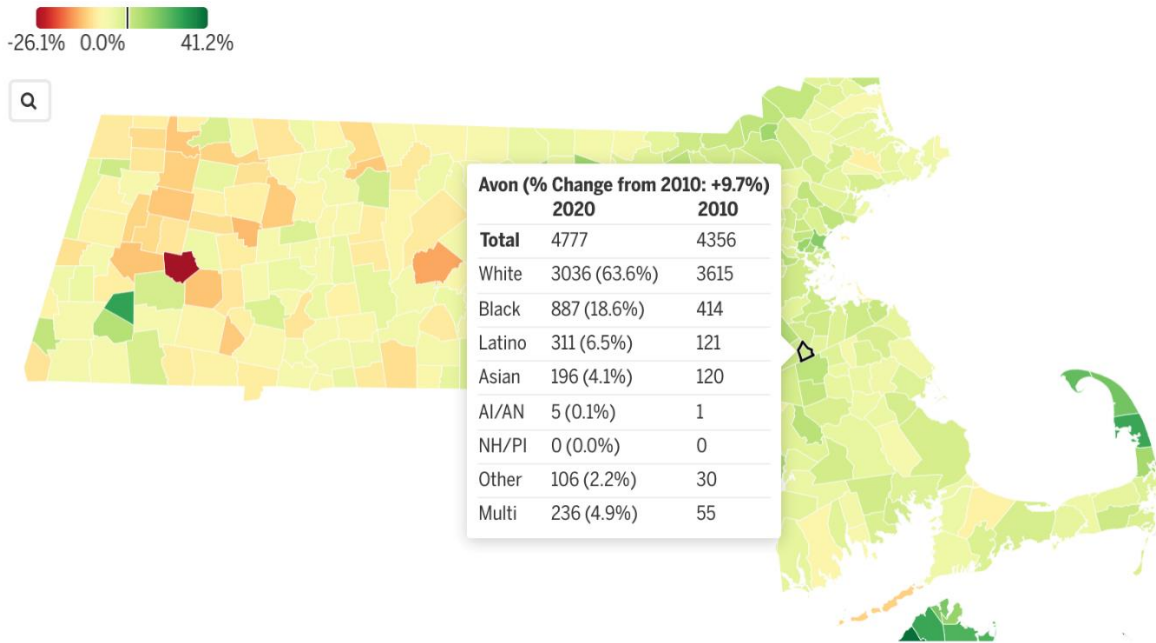 -26.1% 0.0% 41.2%
Avon (% Change from 2010: +9.7%)
2020 2010
Total 4777 4356
White 3036 (63.6%) 3615
Black 887 (18.6%) 414
Latino 311 (6.5%) 121
Asian 196 (4.1%) 120
AI/AN 5 (0.1%) 1
NH/PI 0 (0.0%) 0
Other 106 (2.2%) 30
Multi 236 (4.9%) 55